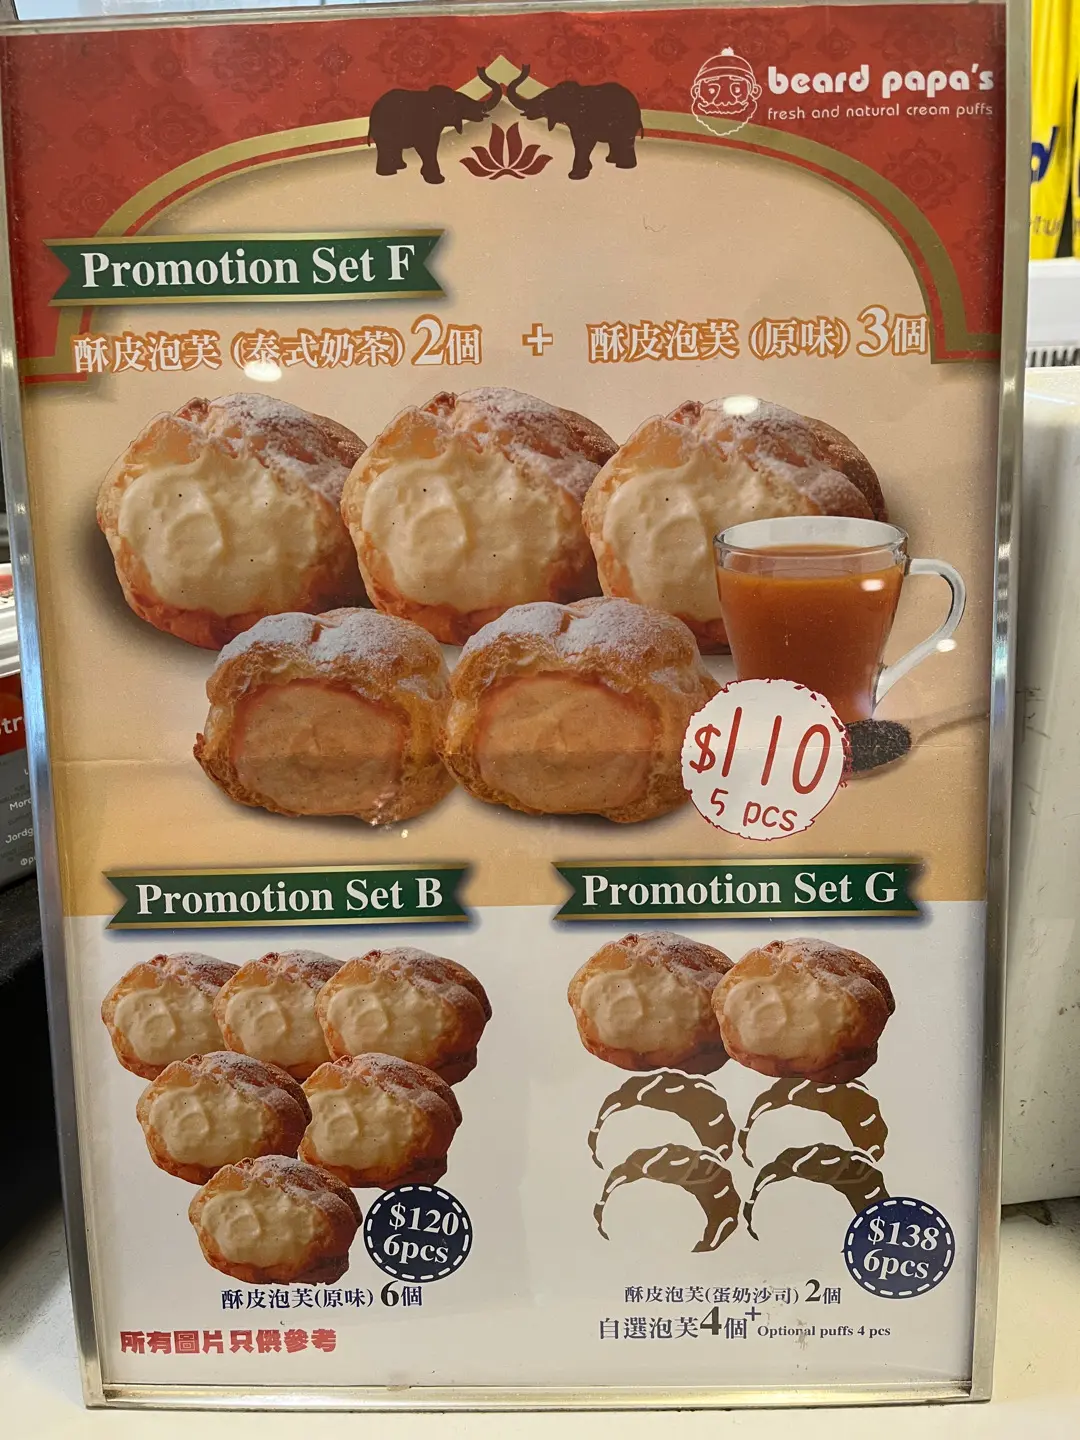 beard papa's
fresh and natural cream puffs
Promotion Set F
酥皮泡芙 (泰式奶茶) 2個 + 酥皮泡芙 (原味) 3個
$110
5 pcs
Promotion Set B
Promotion Set G
$120
6pcs
酥皮泡芙(原味) 6個
$138
6pcs
酥皮泡芙(蛋奶沙司) 2個
+
自選泡芙4個 Optional puffs 4 pcs
所有圖片只供參考